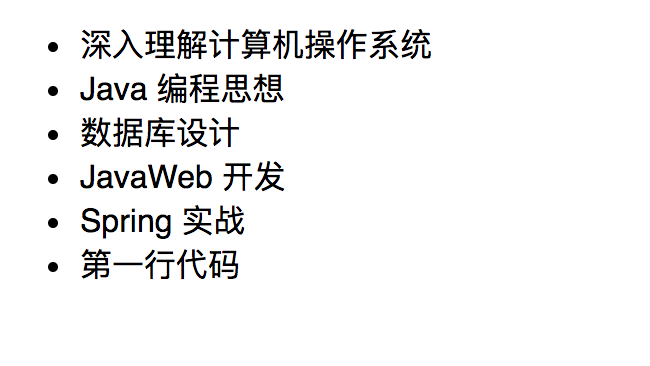 • 深入理解计算机操作系统
• Java 编程思想
• 数据库设计
• JavaWeb 开发
• Spring 实战
• 第一行代码